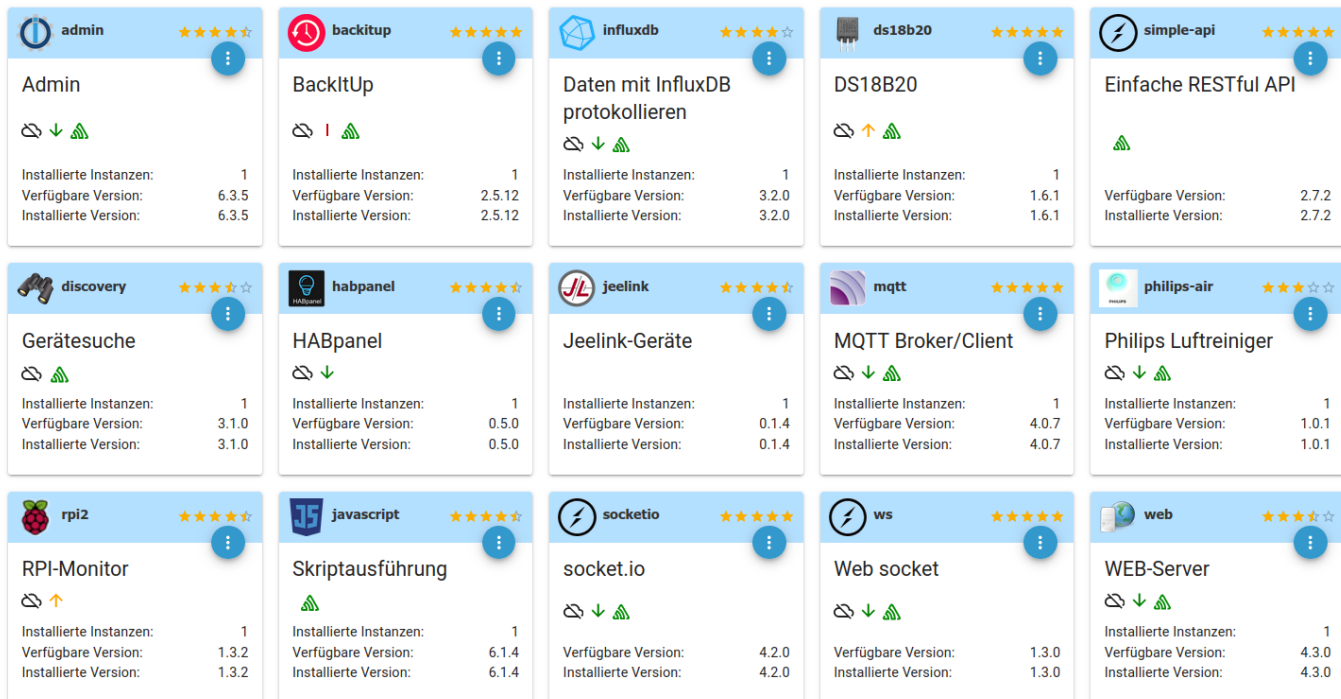 admin
Admin
Installierte Instanzen: 1
Verfügbare Version: 6.3.5
Installierte Version: 6.3.5
backitup
BackItUp
Installierte Instanzen: 1
Verfügbare Version: 2.5.12
Installierte Version: 2.5.12
influxdb
Daten mit InfluxDB
protokollieren
Installierte Instanzen: 1
Verfügbare Version: 3.2.0
Installierte Version: 3.2.0
ds18b20
DS18B20
Installierte Instanzen: 1
Verfügbare Version: 1.6.1
Installierte Version: 1.6.1
simple-api
Einfache RESTful API
Verfügbare Version: 2.7.2
Installierte Version: 2.7.2
discovery
Gerätesuche
Installierte Instanzen: 1
Verfügbare Version: 3.1.0
Installierte Version: 3.1.0
HABpanel
habpanel
HABpanel
Installierte Instanzen: 1
Verfügbare Version: 0.5.0
Installierte Version: 0.5.0
JL
jeelink
Jeelink-Geräte
Installierte Instanzen: 1
Verfügbare Version: 0.1.4
Installierte Version: 0.1.4
mqtt
MQTT Broker/Client
Installierte Instanzen: 1
Verfügbare Version: 4.0.7
Installierte Version: 4.0.7
PHILIPS
philips-air
Philips Luftreiniger
Installierte Instanzen: 1
Verfügbare Version: 1.0.1
Installierte Version: 1.0.1
rpi2
RPI-Monitor
Installierte Instanzen: 1
Verfügbare Version: 1.3.2
Installierte Version: 1.3.2
JS
javascript
Skriptausführung
Installierte Instanzen: 1
Verfügbare Version: 6.1.4
Installierte Version: 6.1.4
socketio
socket.io
Verfügbare Version: 4.2.0
Installierte Version: 4.2.0
ws
Web socket
Verfügbare Version: 1.3.0
Installierte Version: 1.3.0
web
WEB-Server
Installierte Instanzen: 1
Verfügbare Version: 4.3.0
Installierte Version: 4.3.0